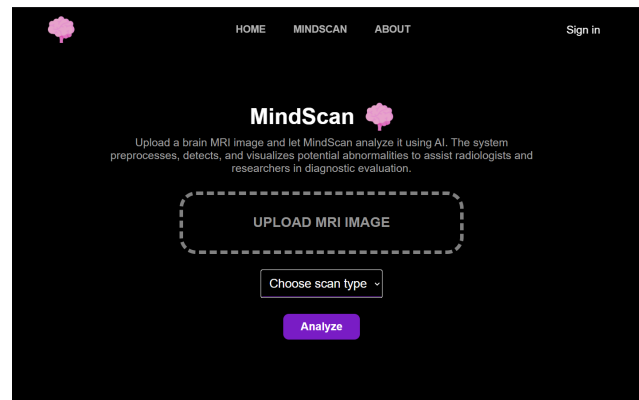 HOME MINDSCAN ABOUT Sign in
MindScan
Upload a brain MRI image and let MindScan analyze it using AI. The system
preprocesses, detects, and visualizes potential abnormalities to assist radiologists and
researchers in diagnostic evaluation.
UPLOAD MRI IMAGE
Choose scan type
Analyze